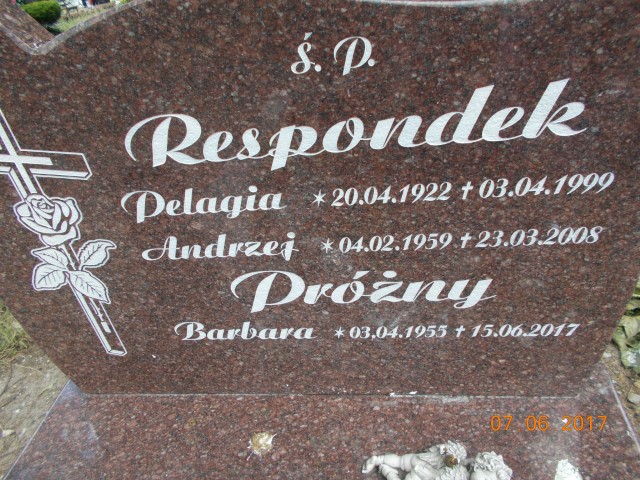 Ś. P.
Respondek
Pelagia * 20.04.1922 † 03.04.1999
Andrzej * 04.02.1959 † 23.03.2008
Próżny
Barbara * 03.04.1955 † 15.06.2017
07 06 2017